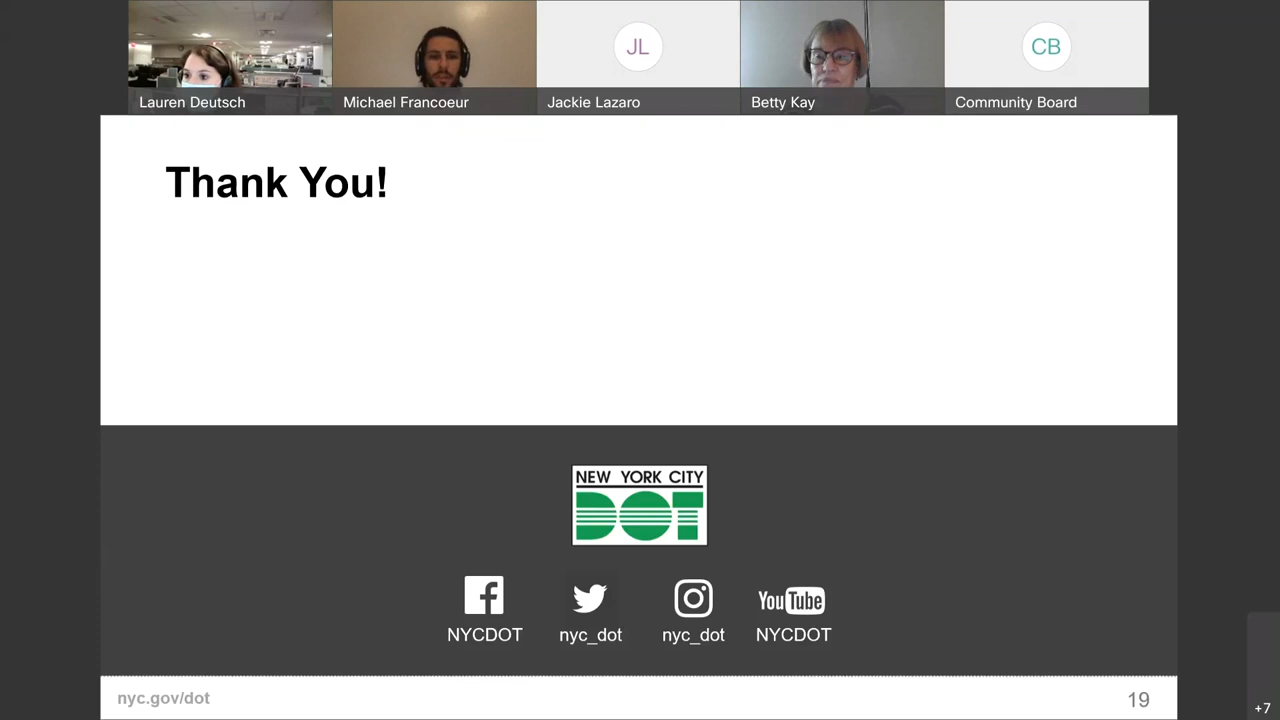 Lauren Deutsch
Michael Francoeur
JL
Jackie Lazaro
Betty Kay
CB
Community Board
Thank You!
NEW YORK CITY
DOT
NYCDOT
nyc_dot
nyc_dot
YouTube
NYCDOT
nyc.gov/dot
19
+7